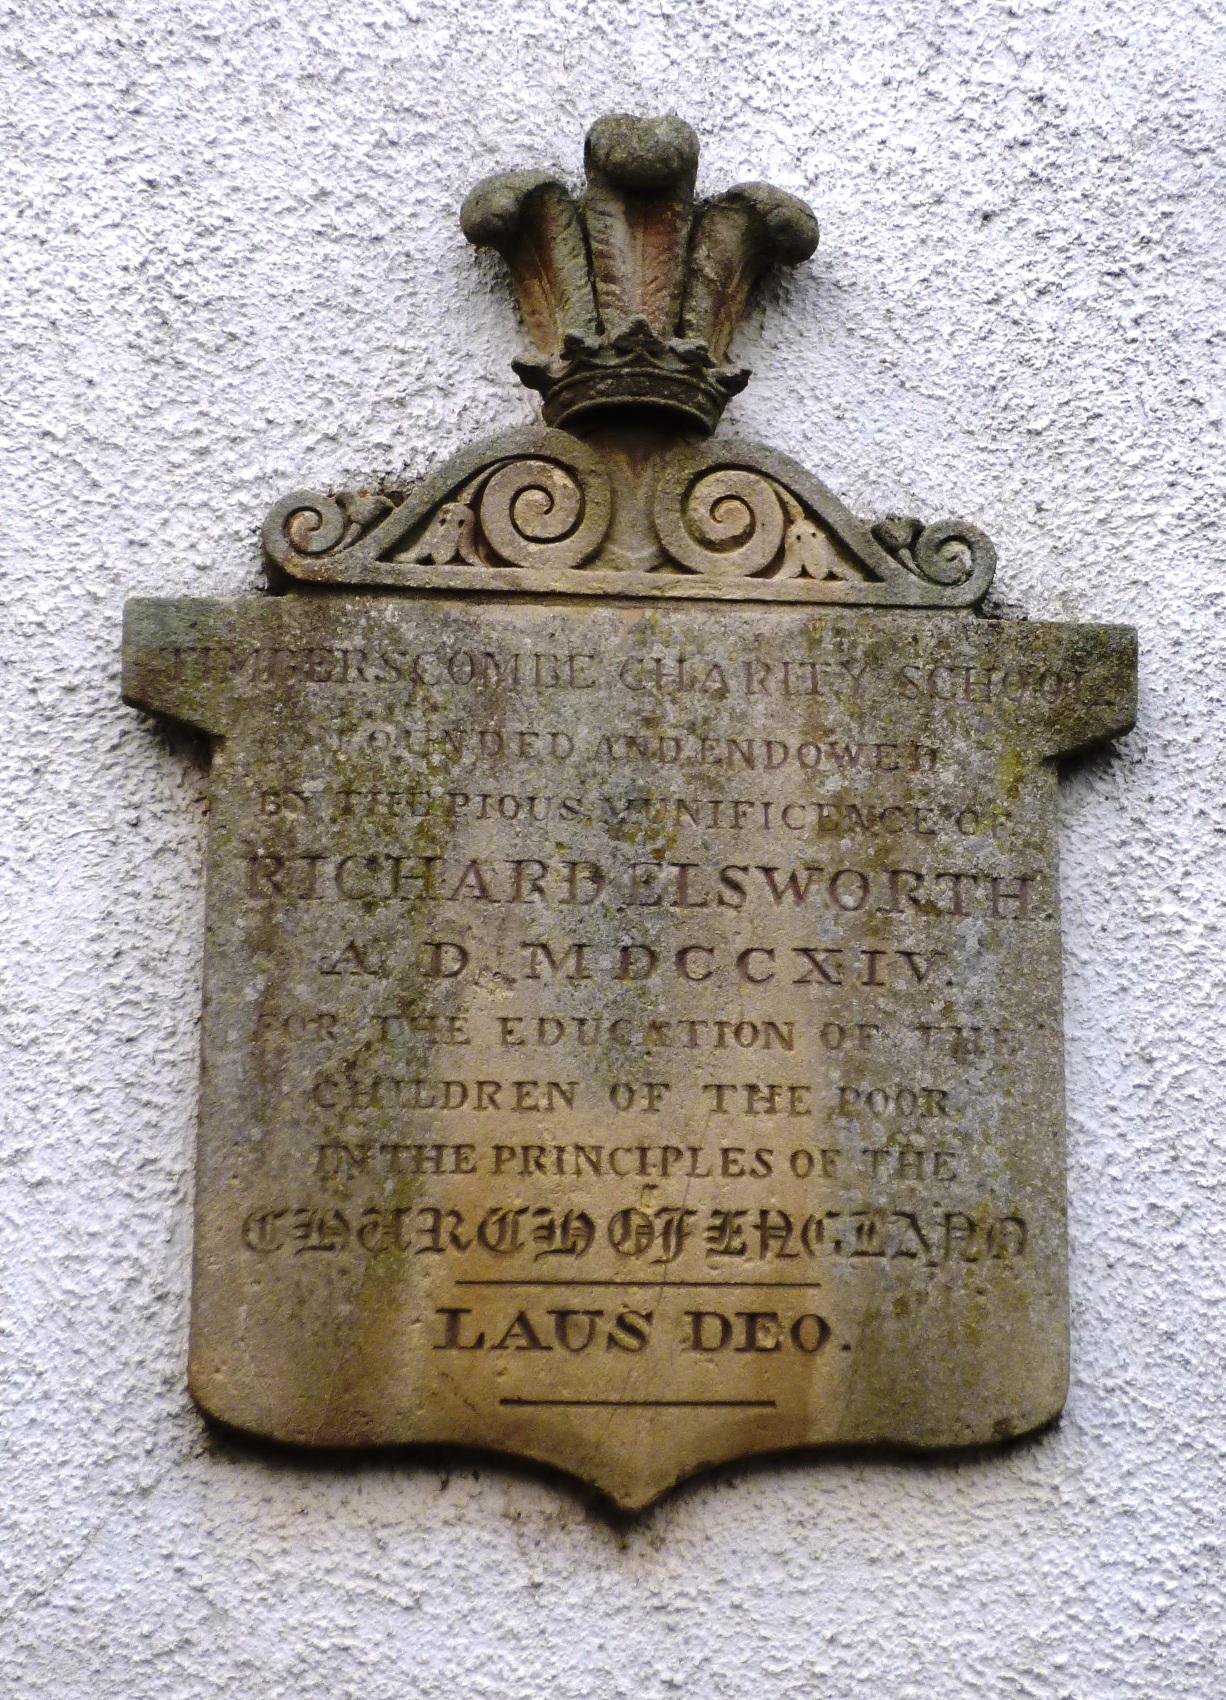 TIMBERSCOMBE CHARITY SCHOOL
FOUNDED AND ENDOWED
BY THE PIOUS MUNIFICENCE OF
RICHARD ELSWORTH
A D MDCCXIV.
FOR THE EDUCATION OF THE
CHILDREN OF THE POOR
IN THE PRINCIPLES OF THE
CHURCH OF ENGLAND
LAUS DEO.